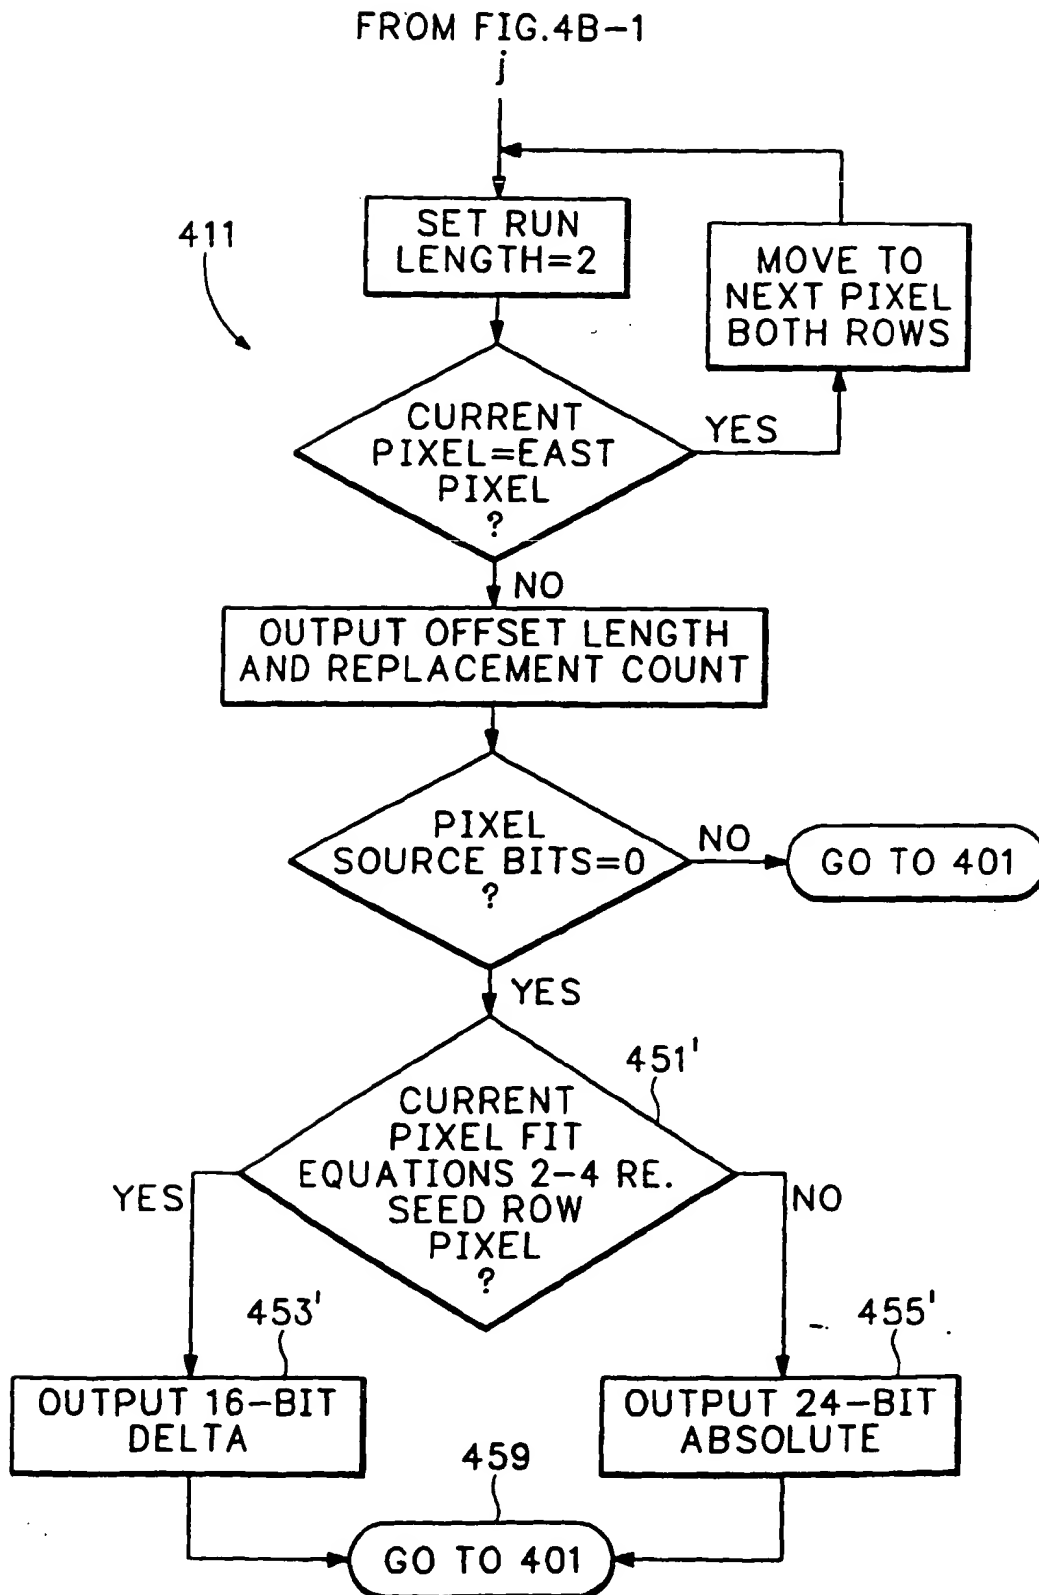 FROM FIG.4B-1
j
SET RUN
LENGTH=2
411
MOVE TO
NEXT PIXEL
BOTH ROWS
CURRENT
PIXEL=EAST
PIXEL
?
YES
NO
OUTPUT OFFSET LENGTH
AND REPLACEMENT COUNT
PIXEL
SOURCE BITS=0
?
NO
GO TO 401
YES
451'
CURRENT
PIXEL FIT
EQUATIONS 2-4 RE.
SEED ROW
PIXEL
?
YES
NO
453'
455'
OUTPUT 16-BIT
DELTA
OUTPUT 24-BIT
ABSOLUTE
459
GO TO 401